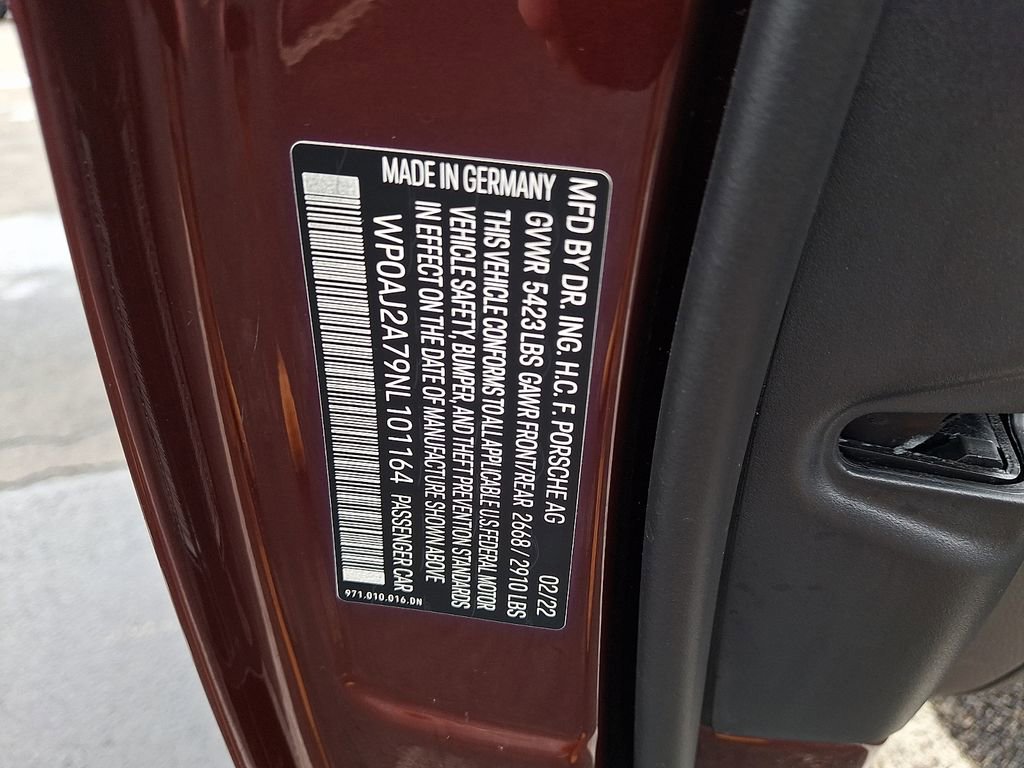 MFD BY DR. ING. H.C. F. PORSCHE AG 02/22
GVWR 5423 LBS GAWR FRONT/REAR 2668 / 2910 LBS
THIS VEHICLE CONFORMS TO ALL APPLICABLE U.S. FEDERAL MOTOR
VEHICLE SAFETY, BUMPER, AND THEFT PREVENTION STANDARDS
IN EFFECT ON THE DATE OF MANUFACTURE SHOWN ABOVE
MADE IN GERMANY
WP0AJ2A79NL101164 PASSENGER CAR
971.010.016.DN